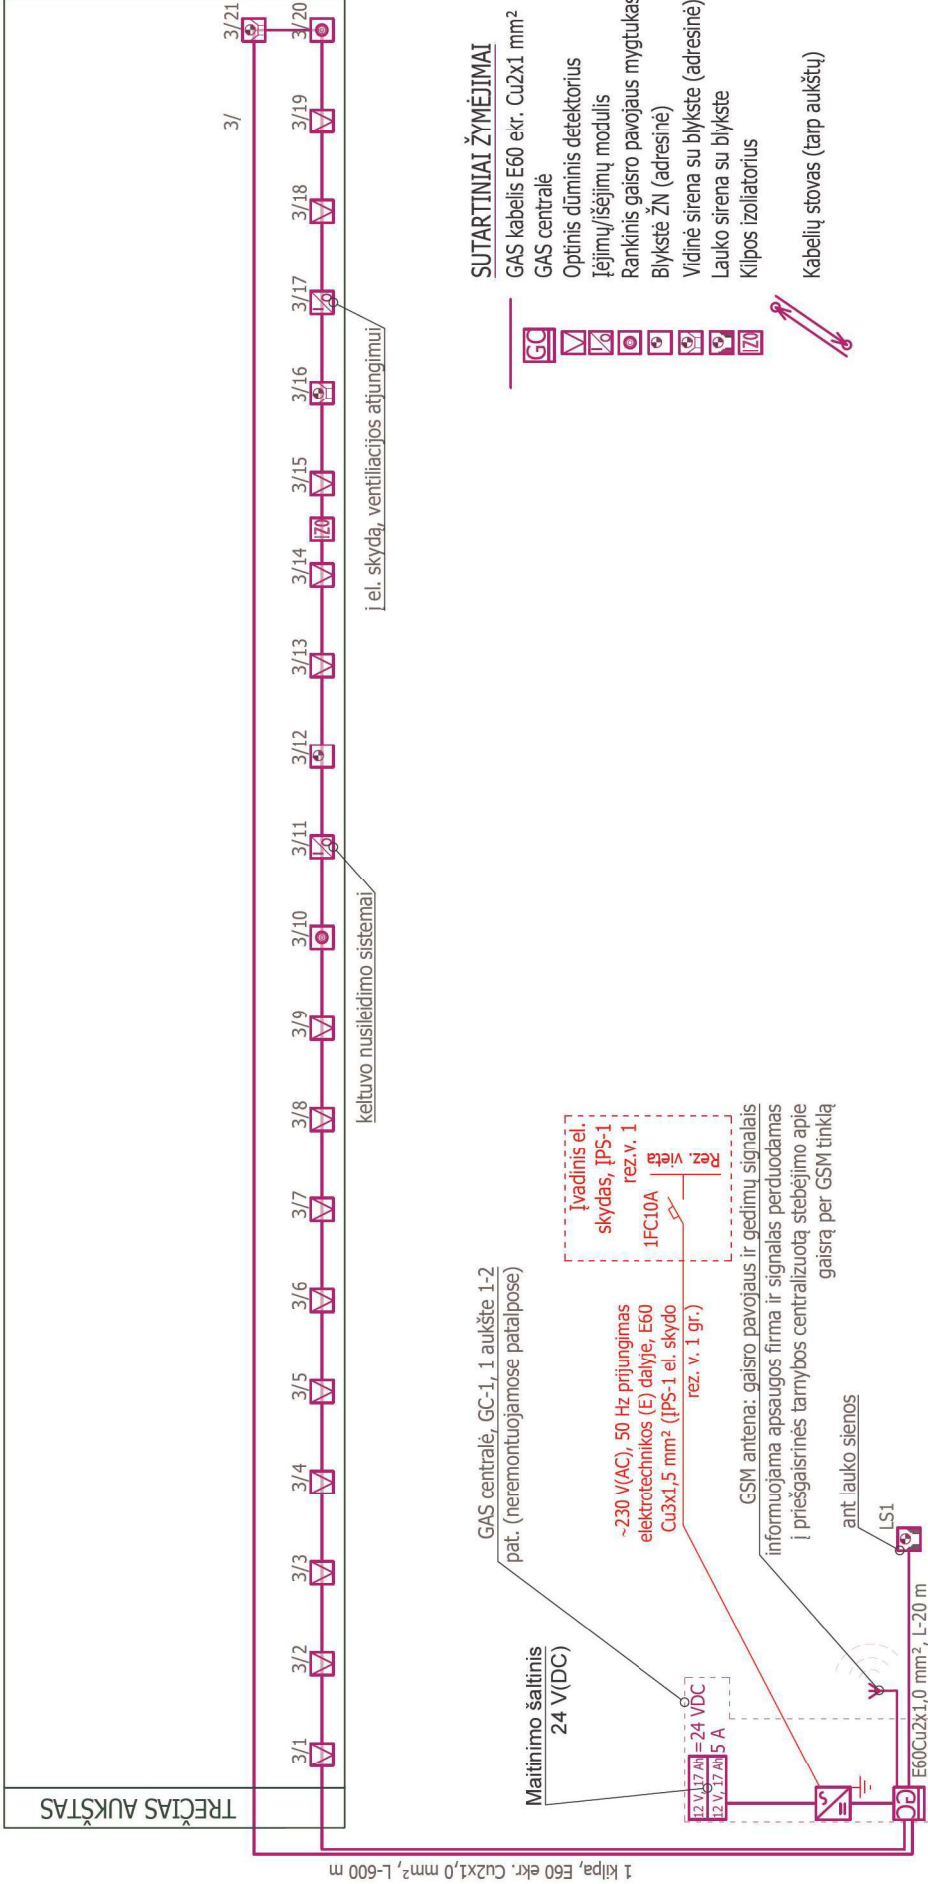 TREČIAS AUKŠTAS
3/1
3/2
3/3
3/4
3/5
3/6
3/7
3/8
3/9
3/10
3/11
3/12
3/13
3/14
IZO
3/15
3/16
3/17
3/18
3/19
3/20
3/21
3/
keltuvo nusileidimo sistemai
į el. skydą, ventiliacijos atjungimui
1 kilpa, E60 ekr. Cu2x1,0 mm², L-600 m
Maitinimo šaltinis
24 V(DC)
GAS centralė, GC-1, 1 aukšte 1-2
pat. (neremontuojamose patalpose)
12 V, 17 Ah
12 V, 17 Ah
=24 VDC
5 A
~230 V(AC), 50 Hz prijungimas
elektrotechnikos (E) dalyje, E60
Cu3x1,5 mm² (ĮPS-1 el. skydo
rez. v. 1 gr.)
Įvadinis el.
skydas, ĮPS-1
rez.v. 1
1FC10A
Rez. vieta
GSM antena: gaisro pavojaus ir gedimų signalais
informuojama apsaugos firma ir signalas perduodamas
į priešgaisrinės tarnybos centralizuotą stebėjimo apie
gaisrą per GSM tinklą
ant lauko sienos
LS1
GC
E60Cu2x1,0 mm², L-20 m
SUTARTINIAI ŽYMĖJIMAI
GAS kabelis E60 ekr. Cu2x1 mm²
GC GAS centralė
Optinis dūminis detektorius
I/O Įėjimų/išėjimų modulis
Rankinis gaisro pavojaus mygtukas
Blykstė ŽN (adresinė)
Vidinė sirena su blykste (adresinė)
Lauko sirena su blykste
IZO Kilpos izoliatorius
Kabelių stovas (tarp aukštų)